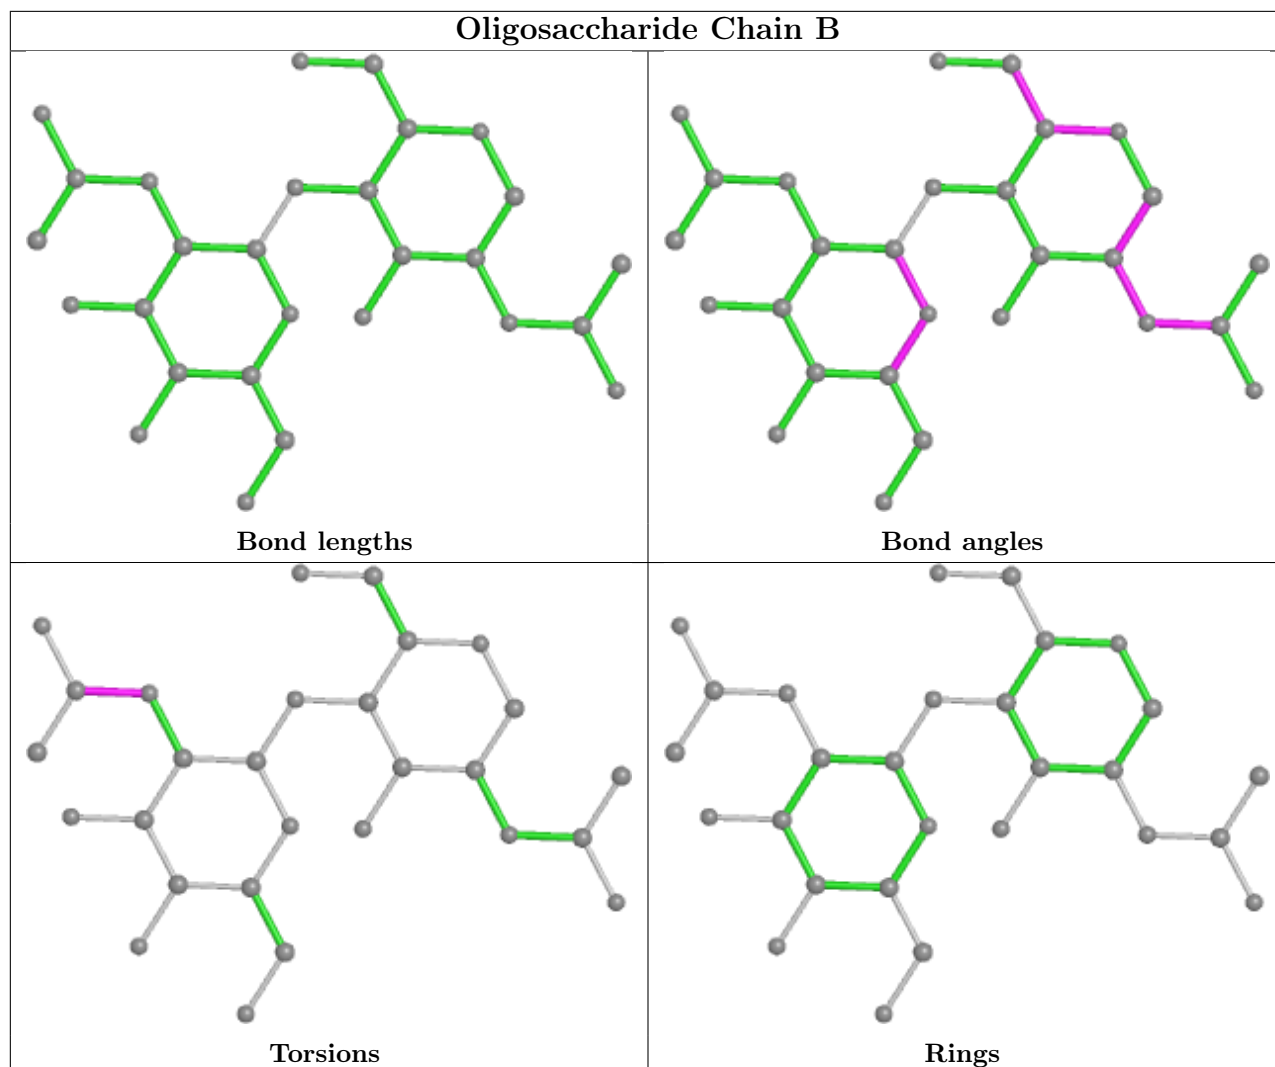 Oligosaccharide Chain B
Bond lengths
Bond angles
Torsions
Rings